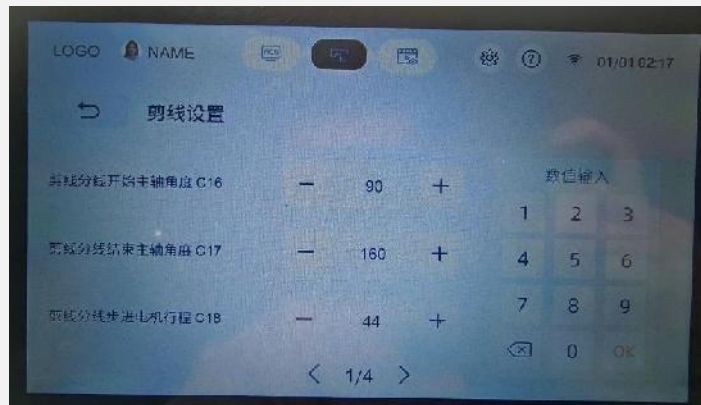 LOGO NAME 01/01 02:17
剪线设置
剪线分线开始主轴角度 C16 − 90 +
剪线分线结束主轴角度 C17 − 160 +
剪线分线步进电机行程 C18 − 44 +
数值输入
1 2 3
4 5 6
7 8 9
0 OK
< 1/4 >